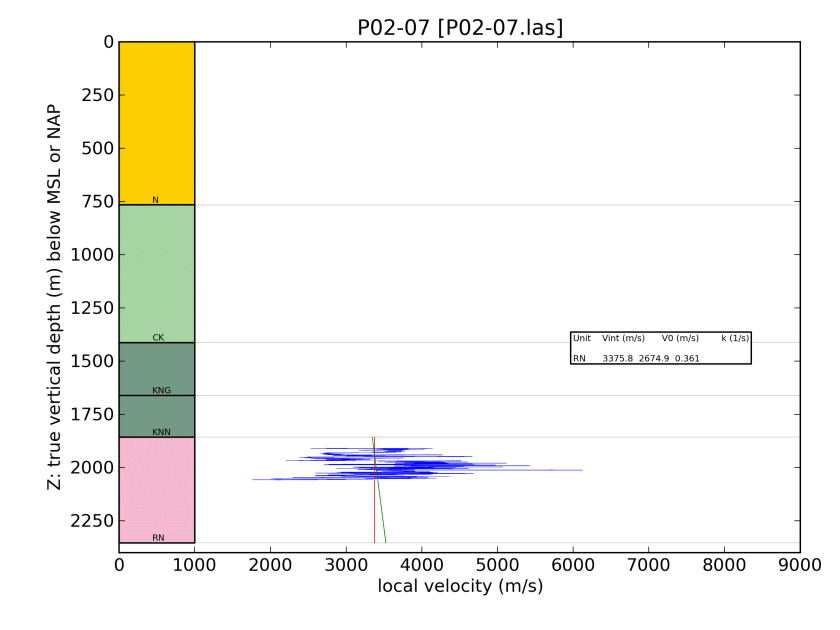 P02-07 [P02-07.las]
Z: true vertical depth (m) below MSL or NAP
0
250
500
750
1000
1250
1500
1750
2000
2250
N
CK
KNG
KNN
RN
Unit Vint (m/s) V0 (m/s) k (1/s)
RN 3375.8 2674.9 0.361
0 1000 2000 3000 4000 5000 6000 7000 8000 9000
local velocity (m/s)